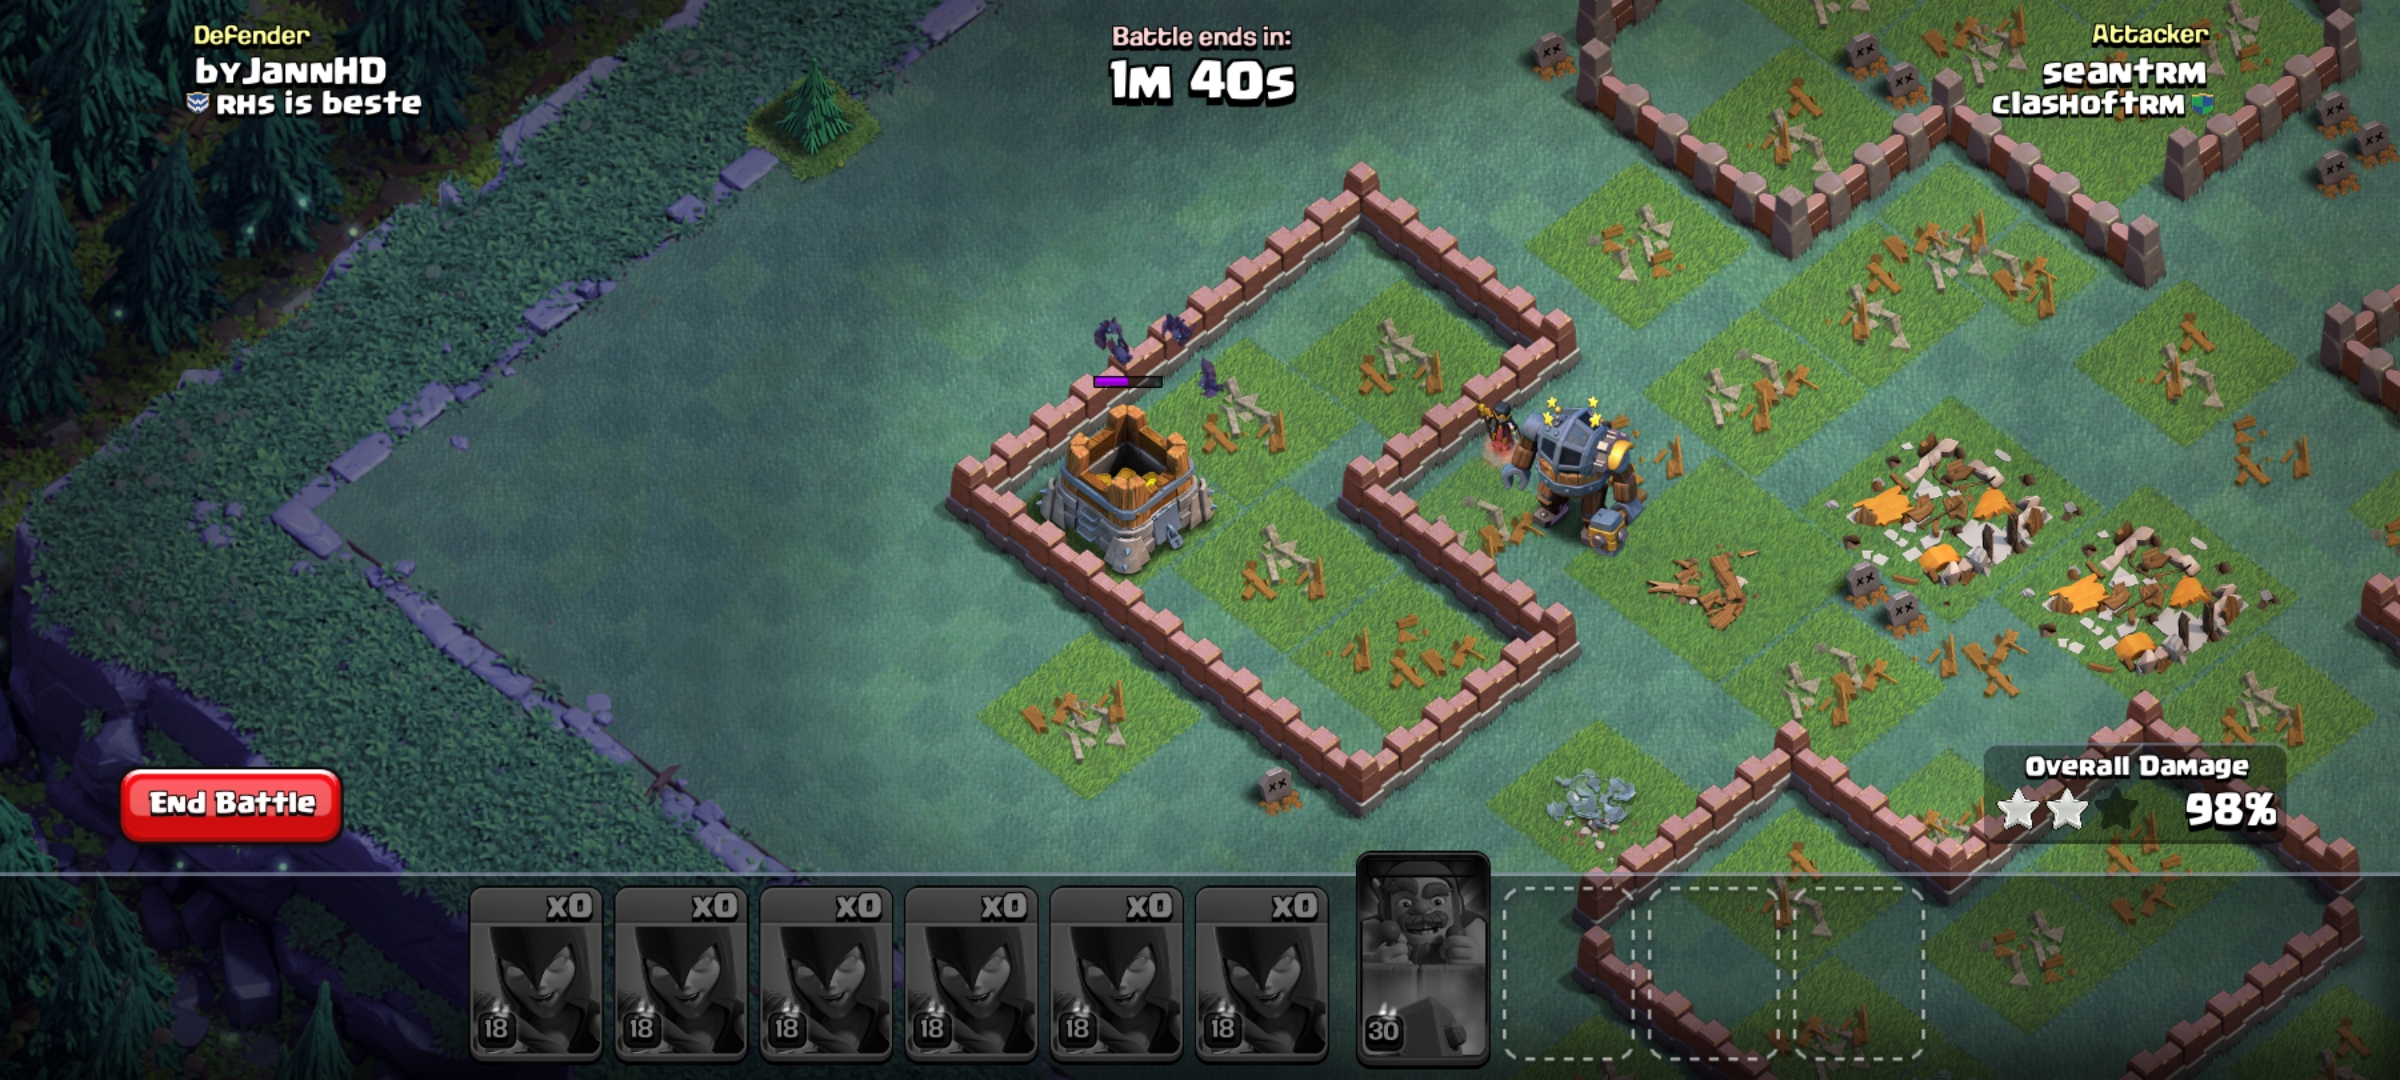 Defender
byJannHD
RHS is beste
Battle ends in:
1M 40s
Attacker
seantRM
clashoftRM
End Battle
Overall Damage
98%
x0 x0 x0 x0 x0 x0
18 18 18 18 18 18 30